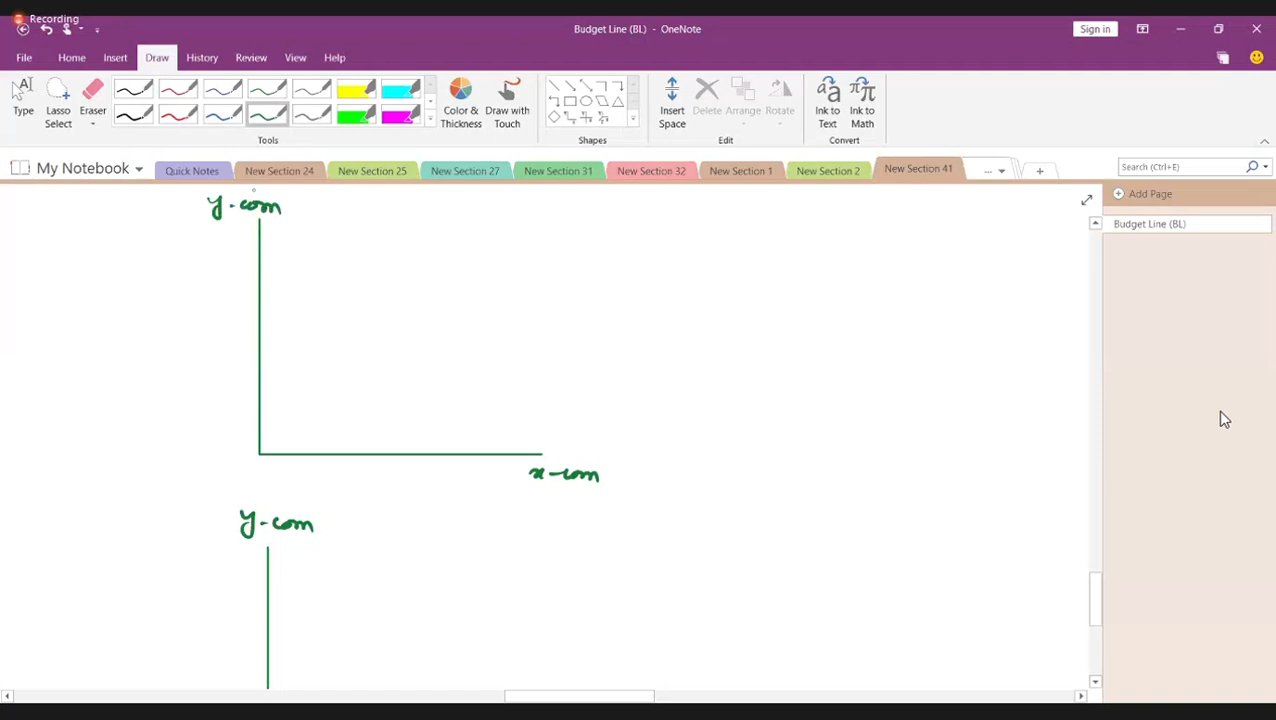 Recording
Budget Line (BL) - OneNote
Sign in
File Home Insert Draw History Review View Help
Type
Lasso Select
Eraser
Color & Thickness
Draw with Touch
Insert Space
Delete
Arrange
Rotate
Ink to Text
Ink to Math
Tools
Shapes
Edit
Convert
My Notebook
Quick Notes
New Section 24
New Section 25
New Section 27
New Section 31
New Section 32
New Section 1
New Section 2
New Section 41
...
Search (Ctrl+E)
Add Page
Budget Line (BL)
y-com
x-com
y-com